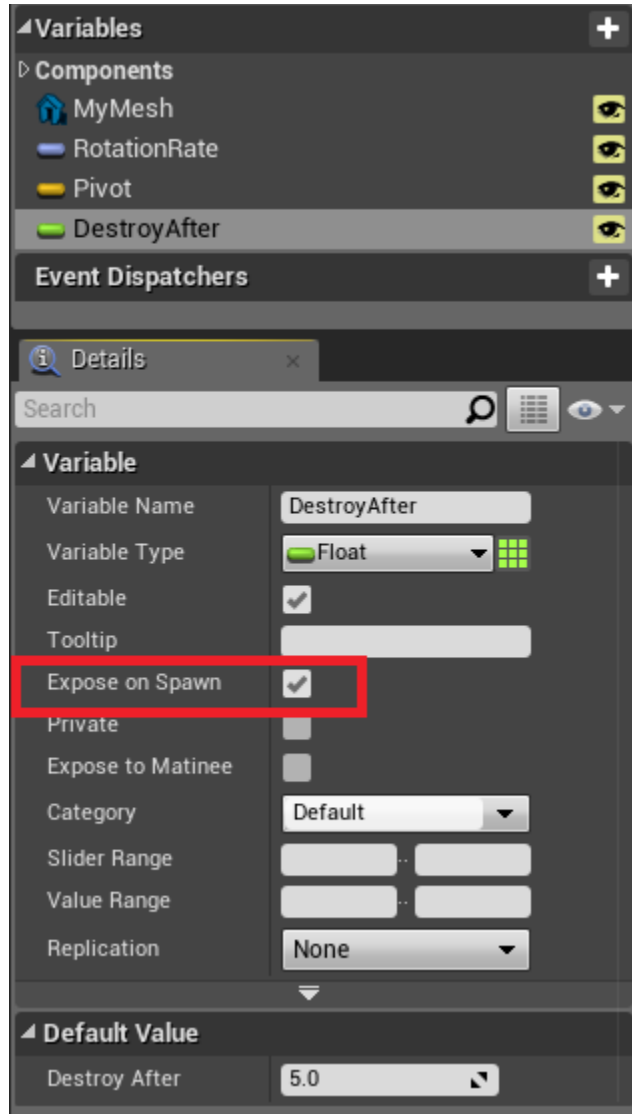 Variables
Components
MyMesh
RotationRate
Pivot
DestroyAfter
Event Dispatchers
Details
Search
Variable
Variable Name DestroyAfter
Variable Type Float
Editable
Tooltip
Expose on Spawn
Private
Expose to Matinee
Category Default
Slider Range ..
Value Range ..
Replication None
Default Value
Destroy After 5.0